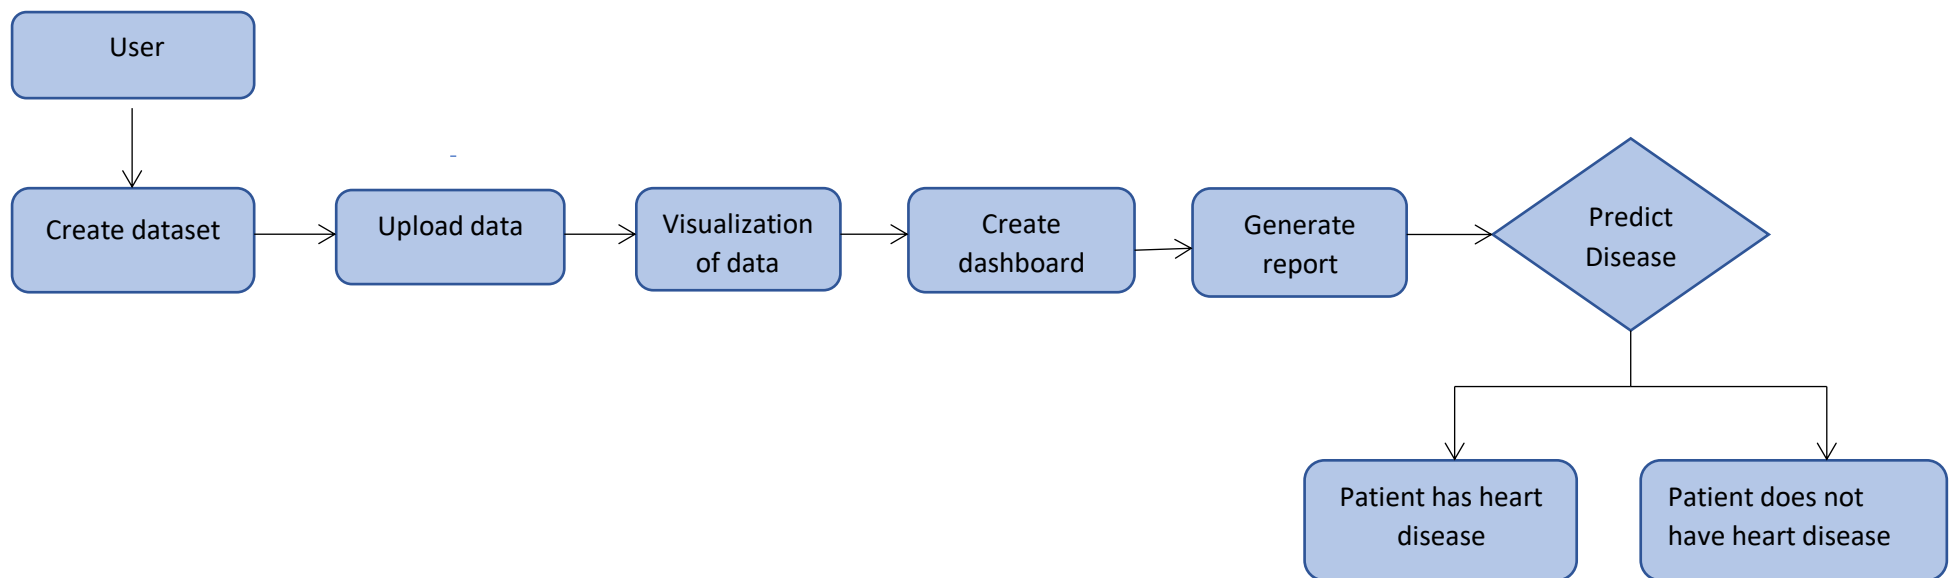 User
Create dataset
Upload data
Visualization
of data
Create
dashboard
Generate
report
Predict
Disease
Patient has heart
disease
Patient does not
have heart disease